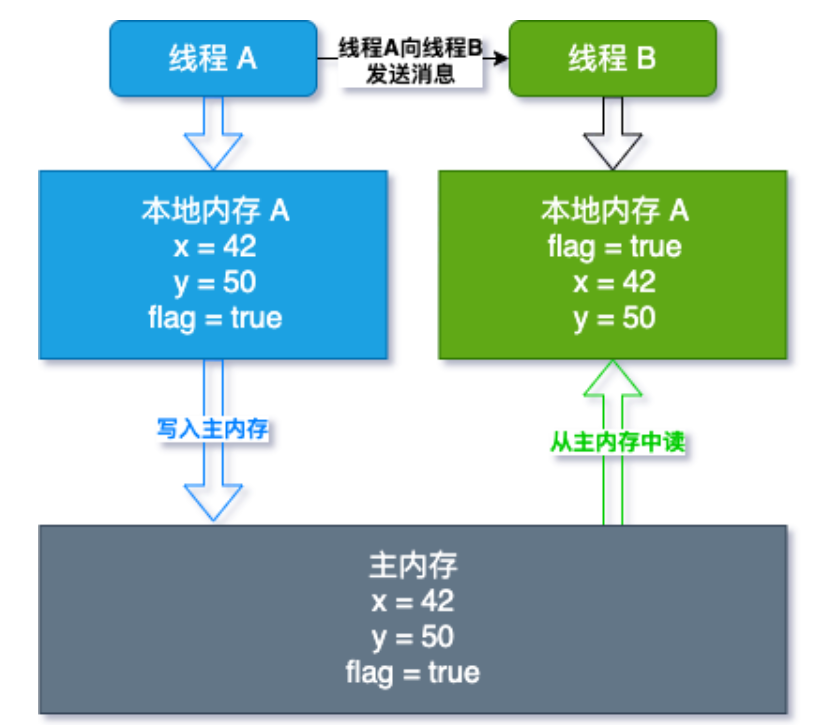 线程 A
线程A向线程B
发送消息
线程 B
本地内存 A
x = 42
y = 50
flag = true
本地内存 A
flag = true
x = 42
y = 50
写入主内存
从主内存中读
主内存
x = 42
y = 50
flag = true